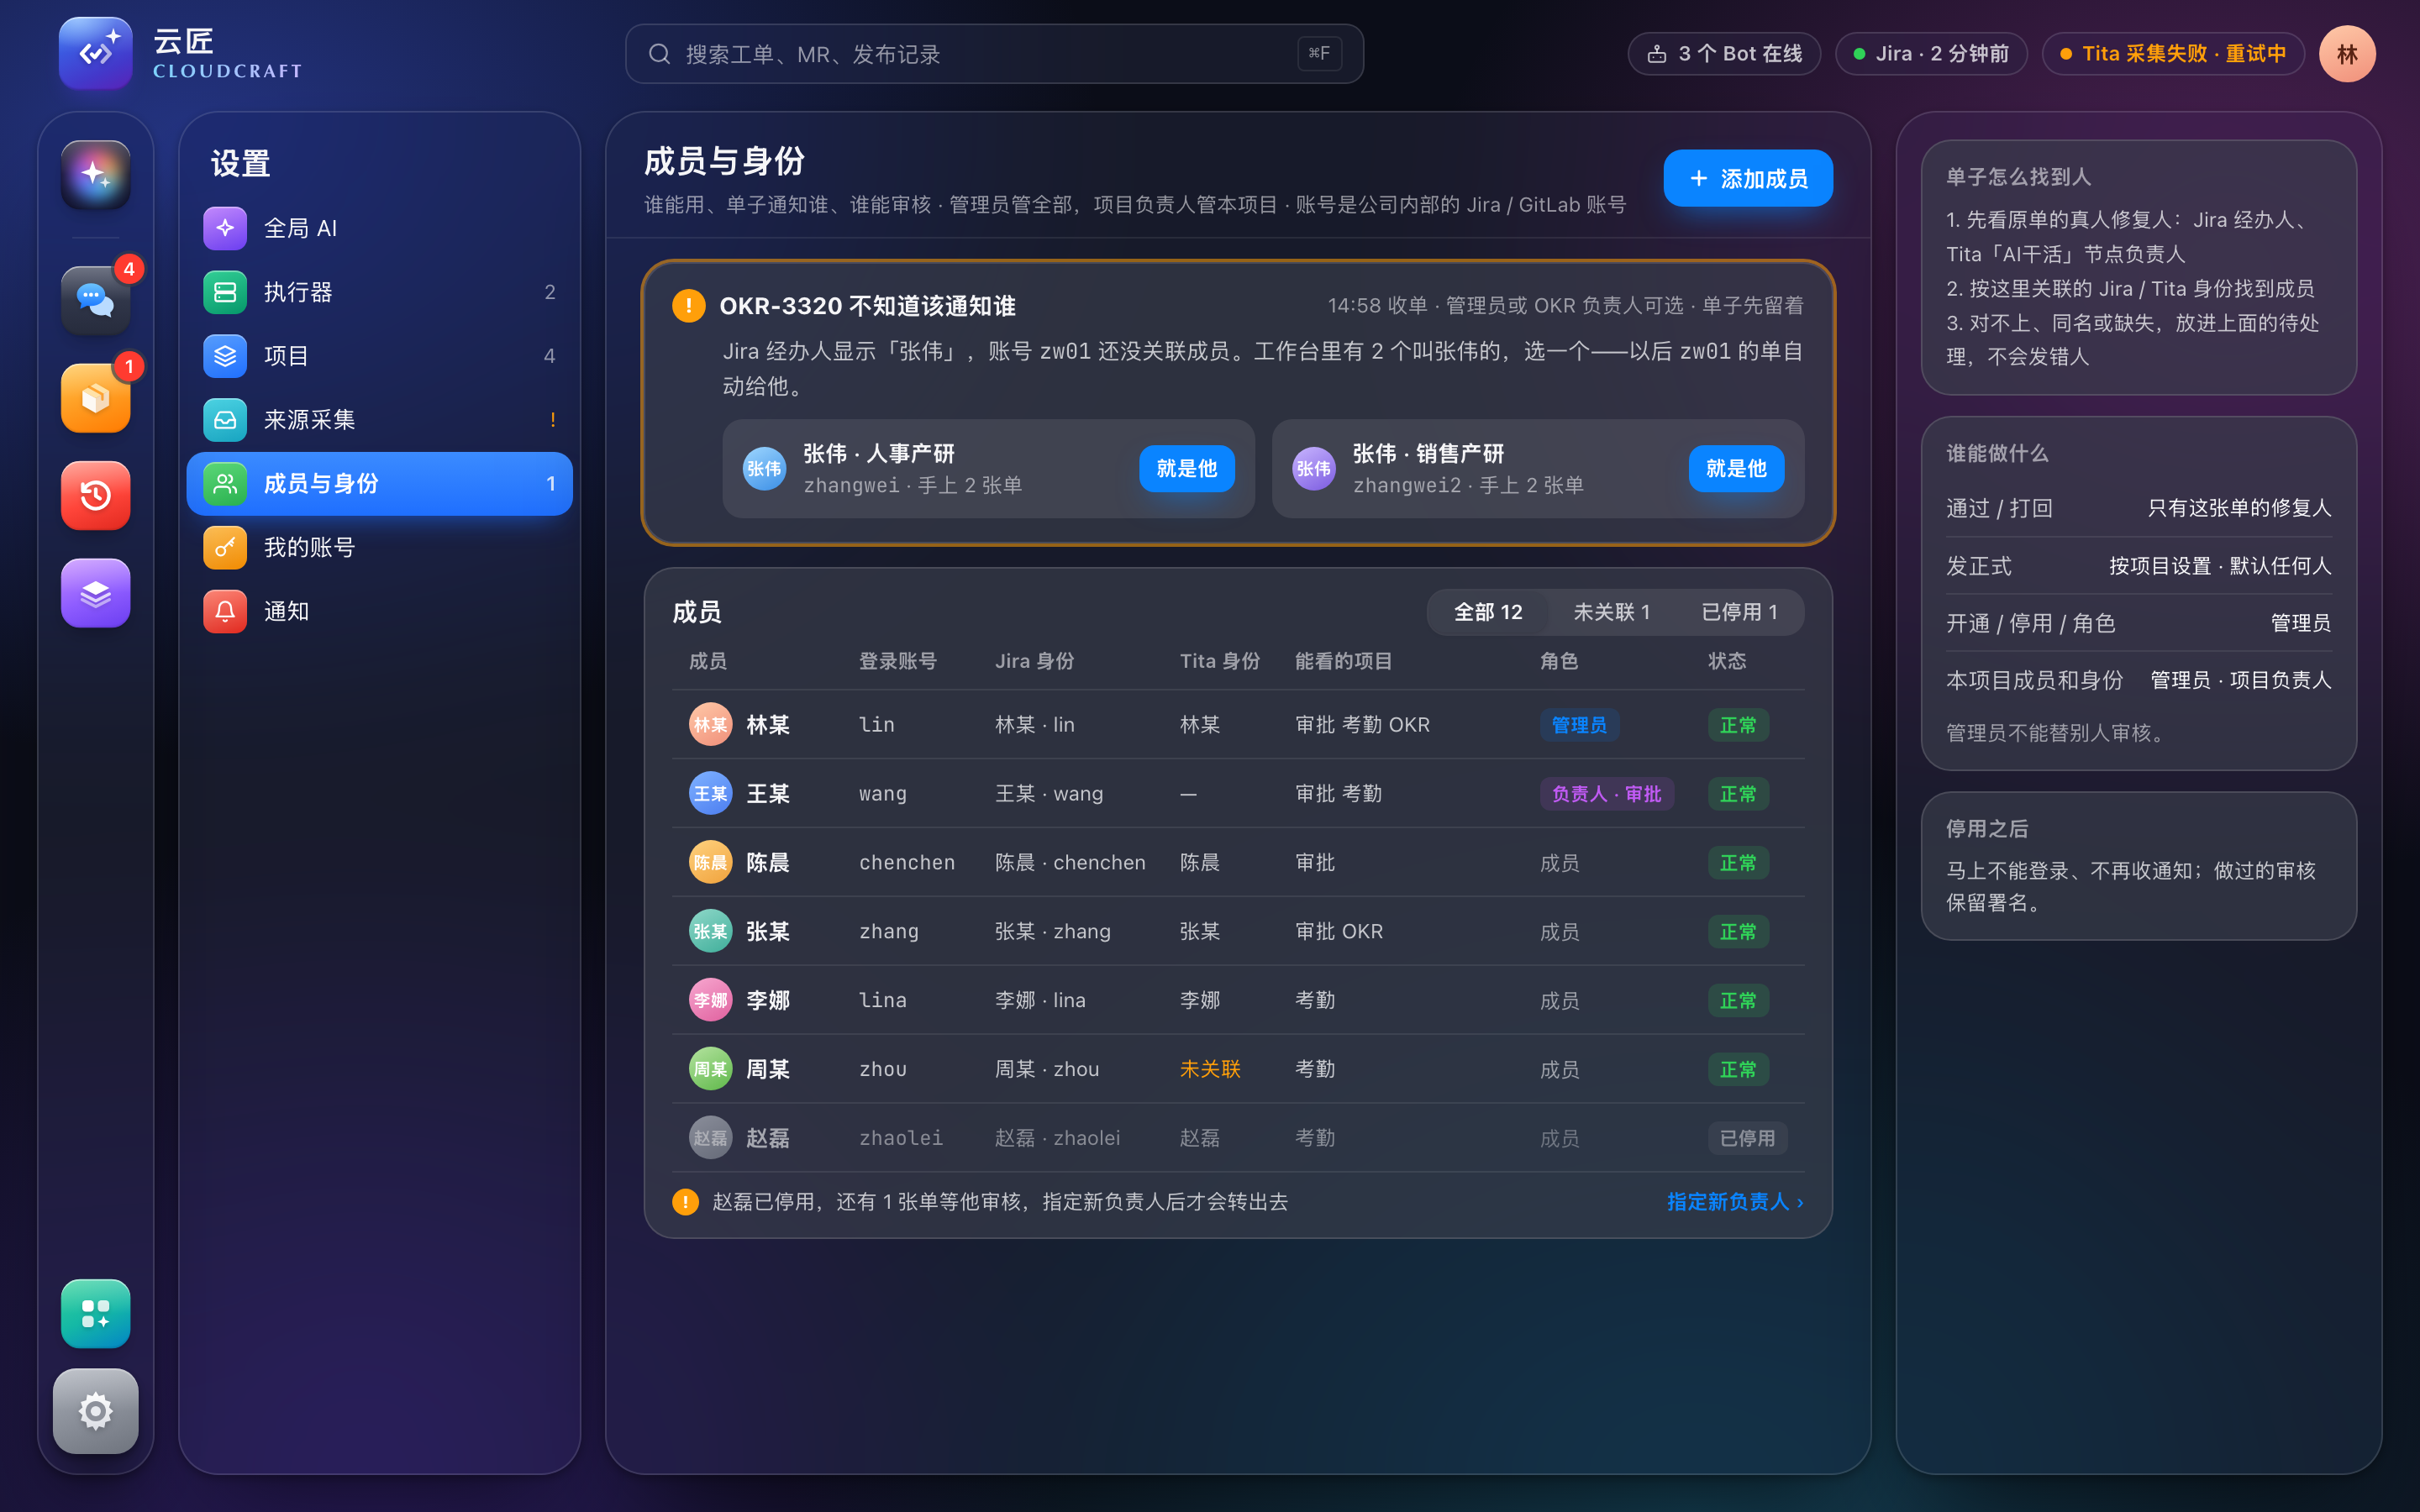 云匠
CLOUDCRAFT
搜索工单、MR、发布记录
⌘F
3 个 Bot 在线
Jira · 2 分钟前
Tita 采集失败 · 重试中
林
4
1
设置
全局 AI
执行器 2
项目 4
来源采集 !
成员与身份 1
我的账号
通知
成员与身份
谁能用、单子通知谁、谁能审核 · 管理员管全部，项目负责人管本项目 · 账号是公司内部的 Jira / GitLab 账号
+ 添加成员
! OKR-3320 不知道该通知谁
14:58 收单 · 管理员或 OKR 负责人可选 · 单子先留着
Jira 经办人显示「张伟」，账号 zw01 还没关联成员。工作台里有 2 个叫张伟的，选一个——以后 zw01 的单自
动给他。
张伟
张伟 · 人事产研
zhangwei · 手上 2 张单
就是他
张伟
张伟 · 销售产研
zhangwei2 · 手上 2 张单
就是他
成员
全部 12 未关联 1 已停用 1
成员 登录账号 Jira 身份 Tita 身份 能看的项目 角色 状态
林某 林某 lin 林某 · lin 林某 审批 考勤 OKR 管理员 正常
王某 王某 wang 王某 · wang — 审批 考勤 负责人 · 审批 正常
陈晨 陈晨 chenchen 陈晨 · chenchen 陈晨 审批 成员 正常
张某 张某 zhang 张某 · zhang 张某 审批 OKR 成员 正常
李娜 李娜 lina 李娜 · lina 李娜 考勤 成员 正常
周某 周某 zhou 周某 · zhou 未关联 考勤 成员 正常
赵磊 赵磊 zhaolei 赵磊 · zhaolei 赵磊 考勤 成员 已停用
! 赵磊已停用，还有 1 张单等他审核，指定新负责人后才会转出去
指定新负责人 ›
单子怎么找到人
1. 先看原单的真人修复人：Jira 经办人、
Tita「AI干活」节点负责人
2. 按这里关联的 Jira / Tita 身份找到成员
3. 对不上、同名或缺失，放进上面的待处
理，不会发错人
谁能做什么
通过 / 打回 只有这张单的修复人
发正式 按项目设置 · 默认任何人
开通 / 停用 / 角色 管理员
本项目成员和身份 管理员 · 项目负责人
管理员不能替别人审核。
停用之后
马上不能登录、不再收通知；做过的审核
保留署名。